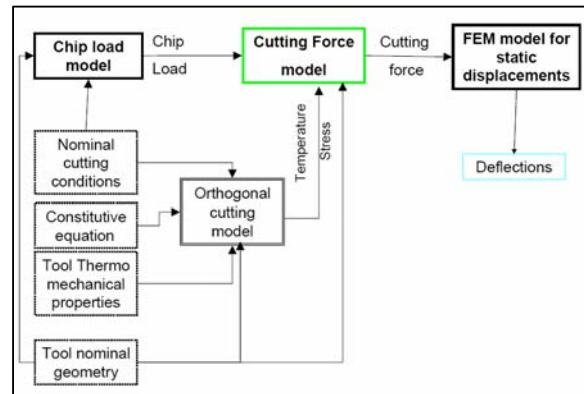 Chip load
model
Chip
Load
Cutting Force
model
Cutting
force
FEM model for
static
displacements
Temperature
Stress
Deflections
Nominal
cutting
conditions
Orthogonal
cutting
model
Constitutive
equation
Tool Thermo
mechanical
properties
Tool nominal
geometry